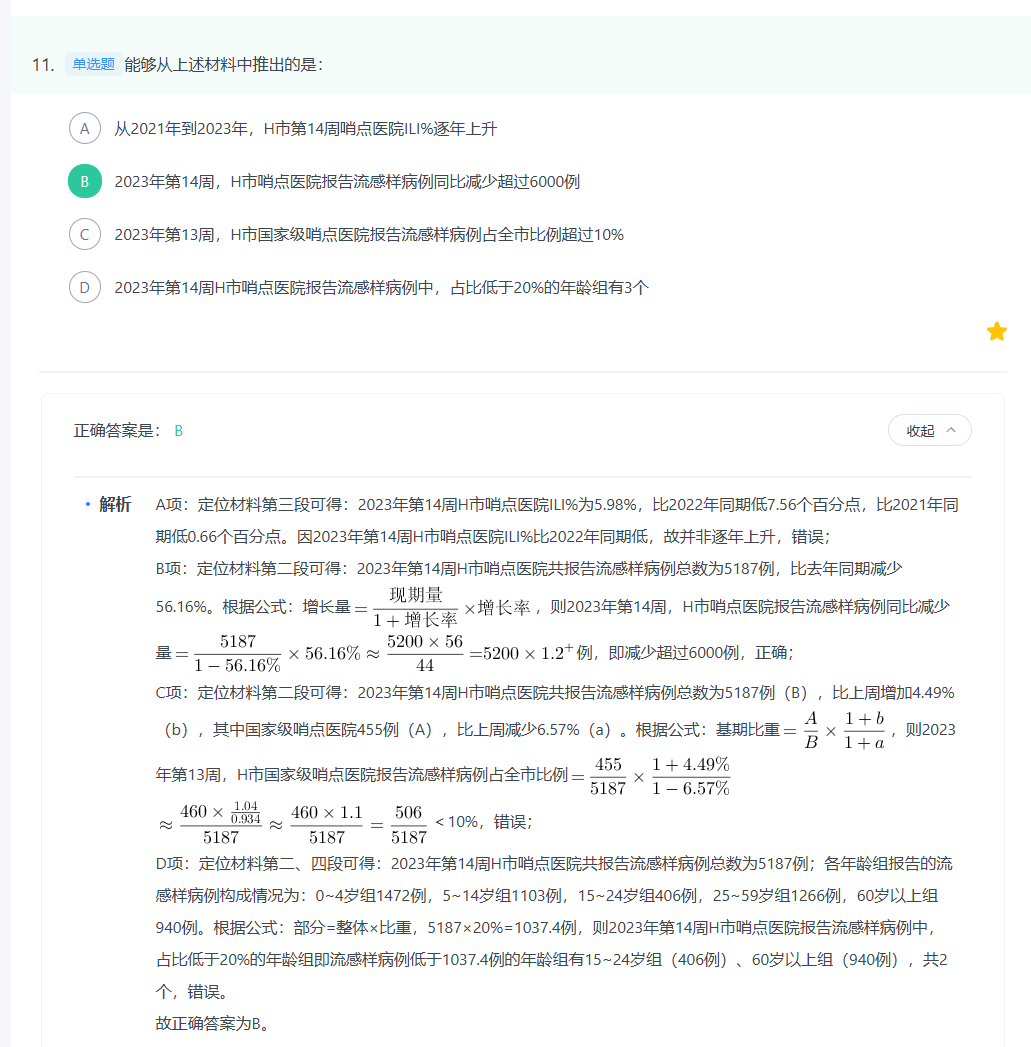 11. 单选题 能够从上述材料中推出的是：
A 从2021年到2023年，H市第14周哨点医院ILI%逐年上升
B 2023年第14周，H市哨点医院报告流感样病例同比减少超过6000例
C 2023年第13周，H市国家级哨点医院报告流感样病例占全市比例超过10%
D 2023年第14周H市哨点医院报告流感样病例中，占比低于20%的年龄组有3个
正确答案是： B
收起
解析 A项：定位材料第三段可得：2023年第14周H市哨点医院ILI%为5.98%，比2022年同期低7.56个百分点，比2021年同
期低0.66个百分点。因2023年第14周H市哨点医院ILI%比2022年同期低，故并非逐年上升，错误；
B项：定位材料第二段可得：2023年第14周H市哨点医院共报告流感样病例总数为5187例，比去年同期减少
56.16%。根据公式：增长量 = 现期量 / (1 + 增长率) × 增长率，则2023年第14周，H市哨点医院报告流感样病例同比减少
量 = 5187 / (1 − 56.16%) × 56.16% ≈ (5200 × 56) / 44 =5200 × 1.2⁺例，即减少超过6000例，正确；
C项：定位材料第二段可得：2023年第14周H市哨点医院共报告流感样病例总数为5187例（B），比上周增加4.49%
（b），其中国家级哨点医院455例（A），比上周减少6.57%（a）。根据公式：基期比重 = A / B × (1 + b) / (1 + a)，则2023
年第13周，H市国家级哨点医院报告流感样病例占全市比例 = 455 / 5187 × (1 + 4.49%) / (1 − 6.57%)
≈ (460 × 1.04 / 0.934) / 5187 ≈ (460 × 1.1) / 5187 = 506 / 5187 < 10%，错误；
D项：定位材料第二、四段可得：2023年第14周H市哨点医院共报告流感样病例总数为5187例；各年龄组报告的流
感样病例构成情况为：0~4岁组1472例，5~14岁组1103例，15~24岁组406例，25~59岁组1266例，60岁以上组
940例。根据公式：部分=整体×比重，5187×20%=1037.4例，则2023年第14周H市哨点医院报告流感样病例中，
占比低于20%的年龄组即流感样病例低于1037.4例的年龄组有15~24岁组（406例）、60岁以上组（940例），共2
个，错误。
故正确答案为B。